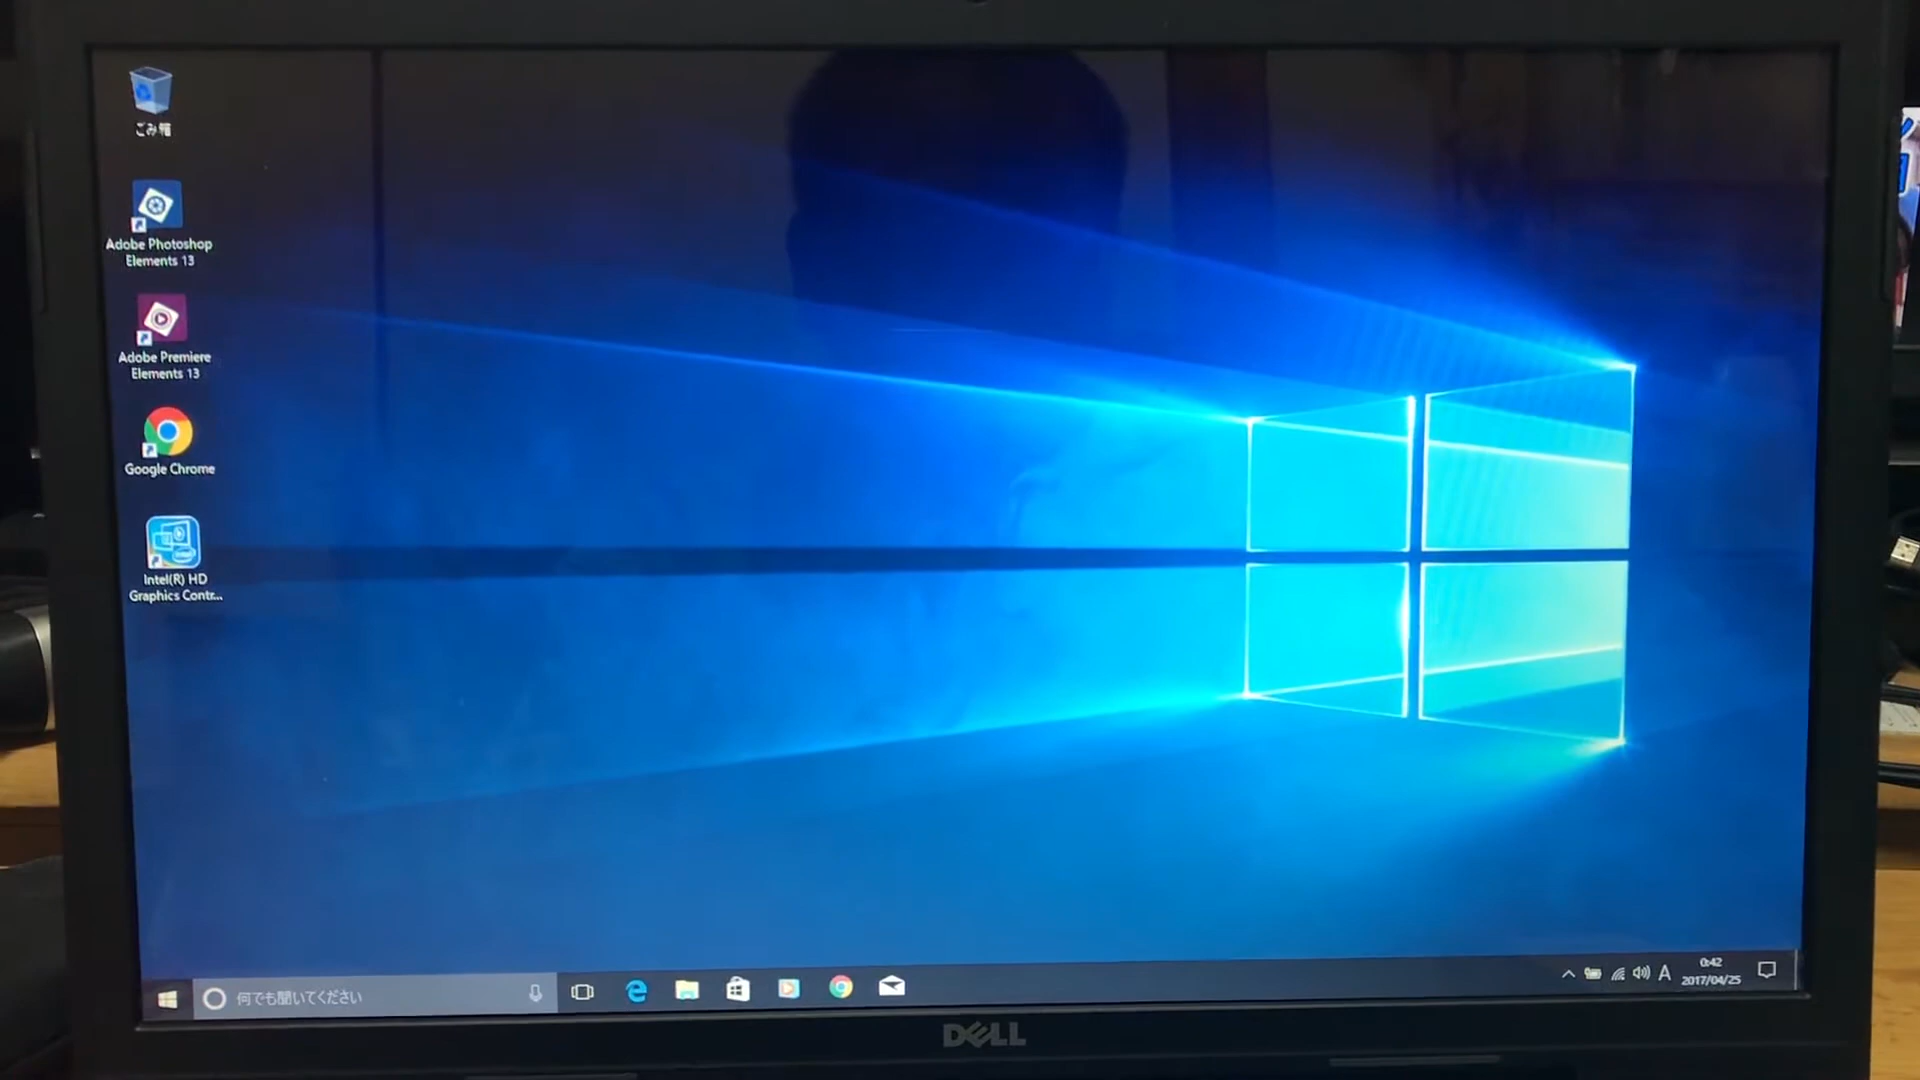 ごみ箱
Adobe Photoshop
Elements 13
Adobe Premiere
Elements 13
Google Chrome
Intel(R) HD
Graphics Contr...
何でも聞いてください
A
0:42
2017/04/25
DELL